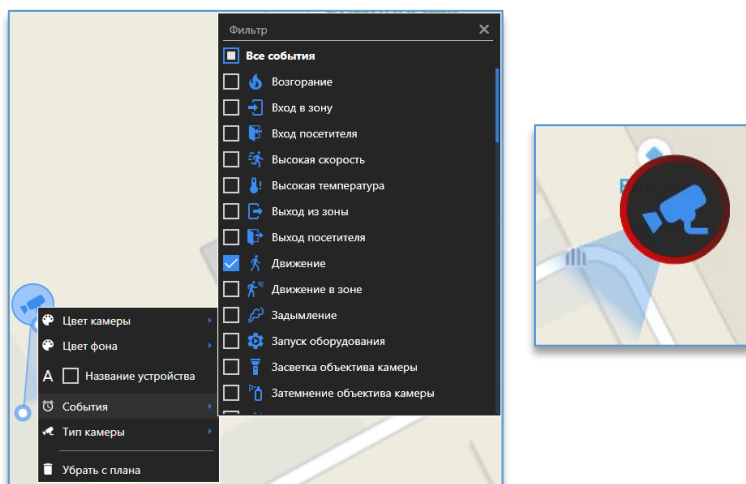 Фильтр
Все события
Возгорание
Вход в зону
Вход посетителя
Высокая скорость
Высокая температура
Выход из зоны
Выход посетителя
Движение
Движение в зоне
Задымление
Запуск оборудования
Засветка объектива камеры
Затемнение объектива камеры
Цвет камеры
Цвет фона
A Название устройства
События
Тип камеры
Убрать с плана